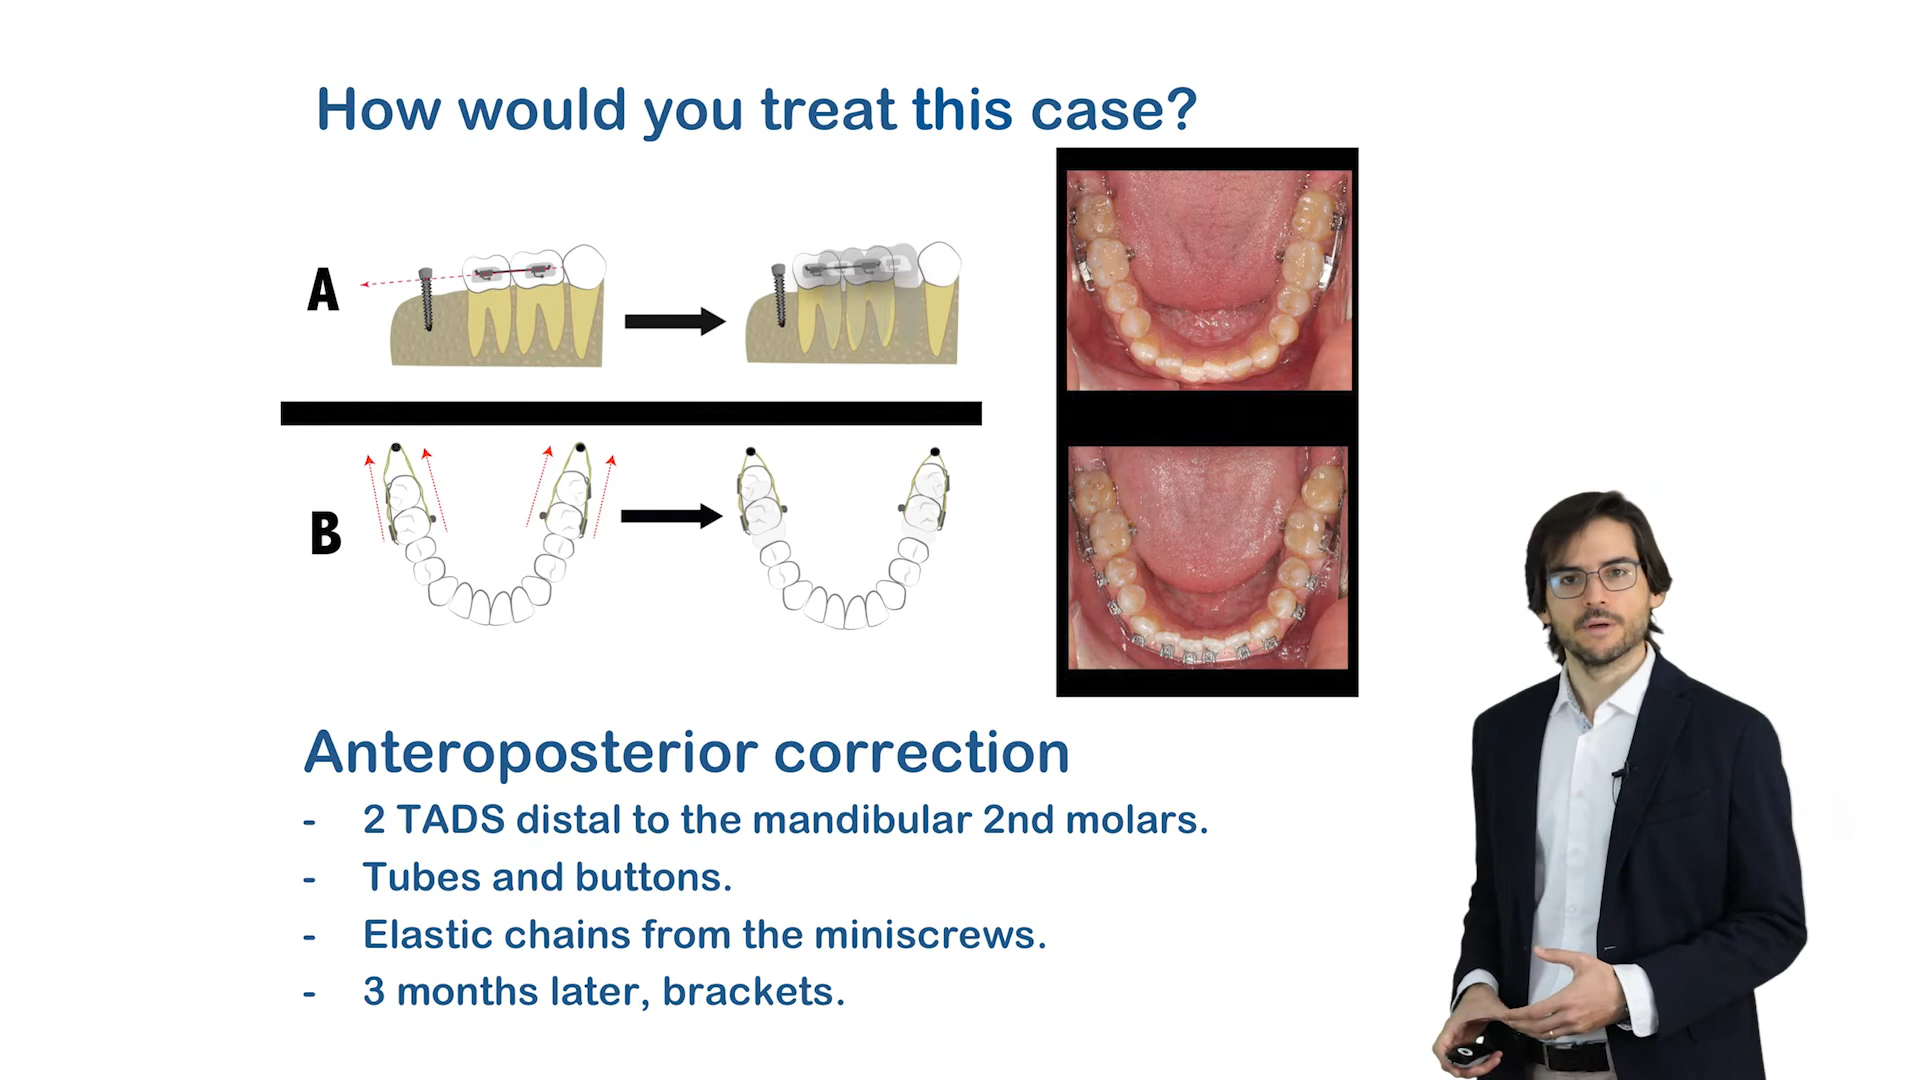 How would you treat this case?
A
B
Anteroposterior correction
- 2 TADS distal to the mandibular 2nd molars.
- Tubes and buttons.
- Elastic chains from the miniscrews.
- 3 months later, brackets.